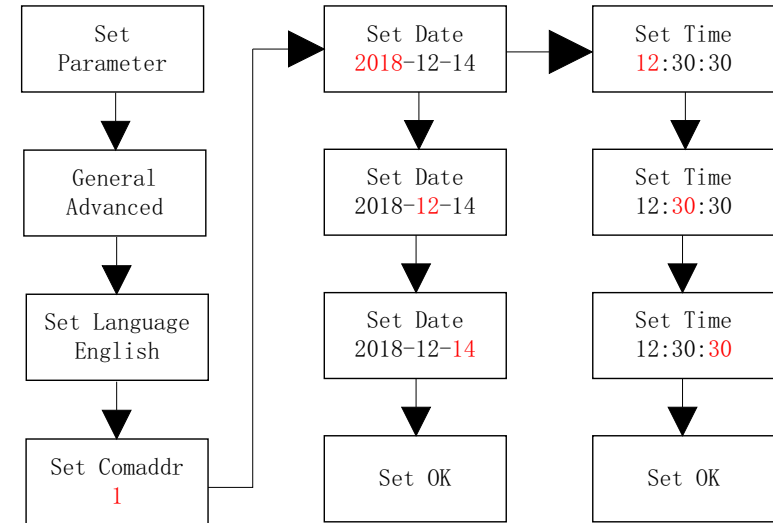 Set
Parameter
General
Advanced
Set Language
English
Set Comaddr
1
Set Date
2018-12-14
Set Date
2018-12-14
Set Date
2018-12-14
Set OK
Set Time
12:30:30
Set Time
12:30:30
Set Time
12:30:30
Set OK